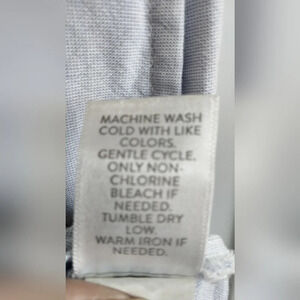 MACHINE WASH
COLD WITH LIKE
COLORS.
GENTLE CYCLE.
ONLY NON-
CHLORINE
BLEACH IF
NEEDED.
TUMBLE DRY
LOW.
WARM IRON IF
NEEDED.